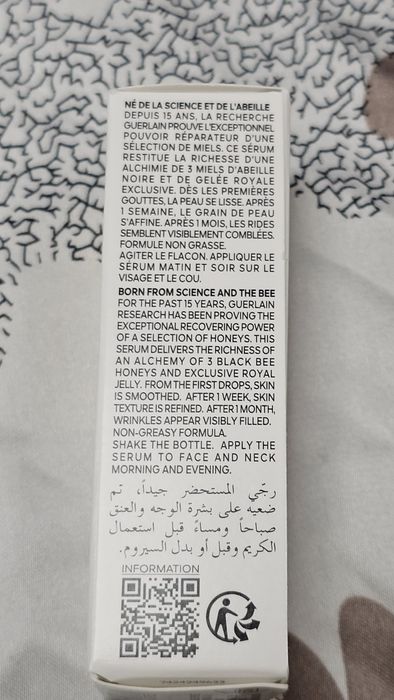 NÉ DE LA SCIENCE ET DE L'ABEILLE
DEPUIS 15 ANS, LA RECHERCHE
GUERLAIN PROUVE L'EXCEPTIONNEL
POUVOIR RÉPARATEUR D'UNE
SÉLECTION DE MIELS. CE SÉRUM
RESTITUE LA RICHESSE D'UNE
ALCHIMIE DE 3 MIELS D'ABEILLE
NOIRE ET DE GELÉE ROYALE
EXCLUSIVE. DÈS LES PREMIÈRES
GOUTTES, LA PEAU SE LISSE. APRÈS
1 SEMAINE, LE GRAIN DE PEAU
S'AFFINE. APRÈS 1 MOIS, LES RIDES
SEMBLENT VISIBLEMENT COMBLÉES.
FORMULE NON GRASSE.
AGITER LE FLACON. APPLIQUER LE
SÉRUM MATIN ET SOIR SUR LE
VISAGE ET LE COU.
BORN FROM SCIENCE AND THE BEE
FOR THE PAST 15 YEARS, GUERLAIN
RESEARCH HAS BEEN PROVING THE
EXCEPTIONAL RECOVERING POWER
OF A SELECTION OF HONEYS. THIS
SERUM DELIVERS THE RICHNESS OF
AN ALCHEMY OF 3 BLACK BEE
HONEYS AND EXCLUSIVE ROYAL
JELLY. FROM THE FIRST DROPS, SKIN
IS SMOOTHED. AFTER 1 WEEK, SKIN
TEXTURE IS REFINED. AFTER 1 MONTH,
WRINKLES APPEAR VISIBLY FILLED.
NON-GREASY FORMULA.
SHAKE THE BOTTLE. APPLY THE
SERUM TO FACE AND NECK
MORNING AND EVENING.
رجّي المستحضر جيداً، ثم
ضعيه على بشرة الوجه والعنق
صباحاً ومساءً قبل استعمال
الكريم وقبل أو بدل السيروم.
INFORMATION